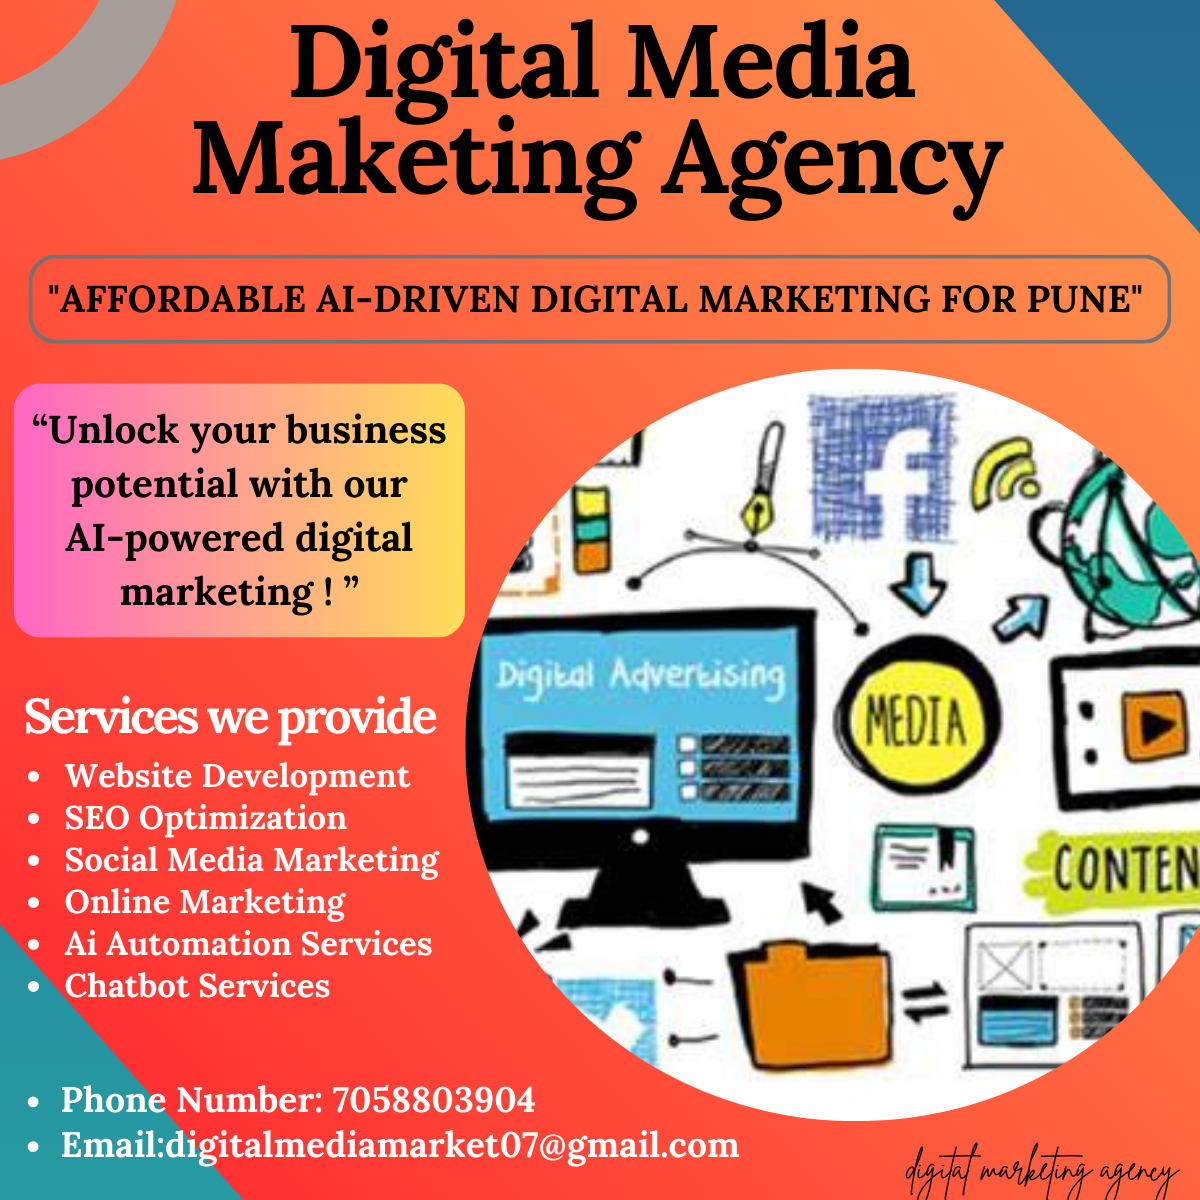 Digital Media
Maketing Agency
"AFFORDABLE AI-DRIVEN DIGITAL MARKETING FOR PUNE"
“Unlock your business
potential with our
AI-powered digital
marketing ! ”
Digital Advertising
MEDIA
CONTEN
Services we provide
• Website Development
• SEO Optimization
• Social Media Marketing
• Online Marketing
• Ai Automation Services
• Chatbot Services
• Phone Number: 7058803904
• Email:digitalmediamarket07@gmail.com
digital marketing agency